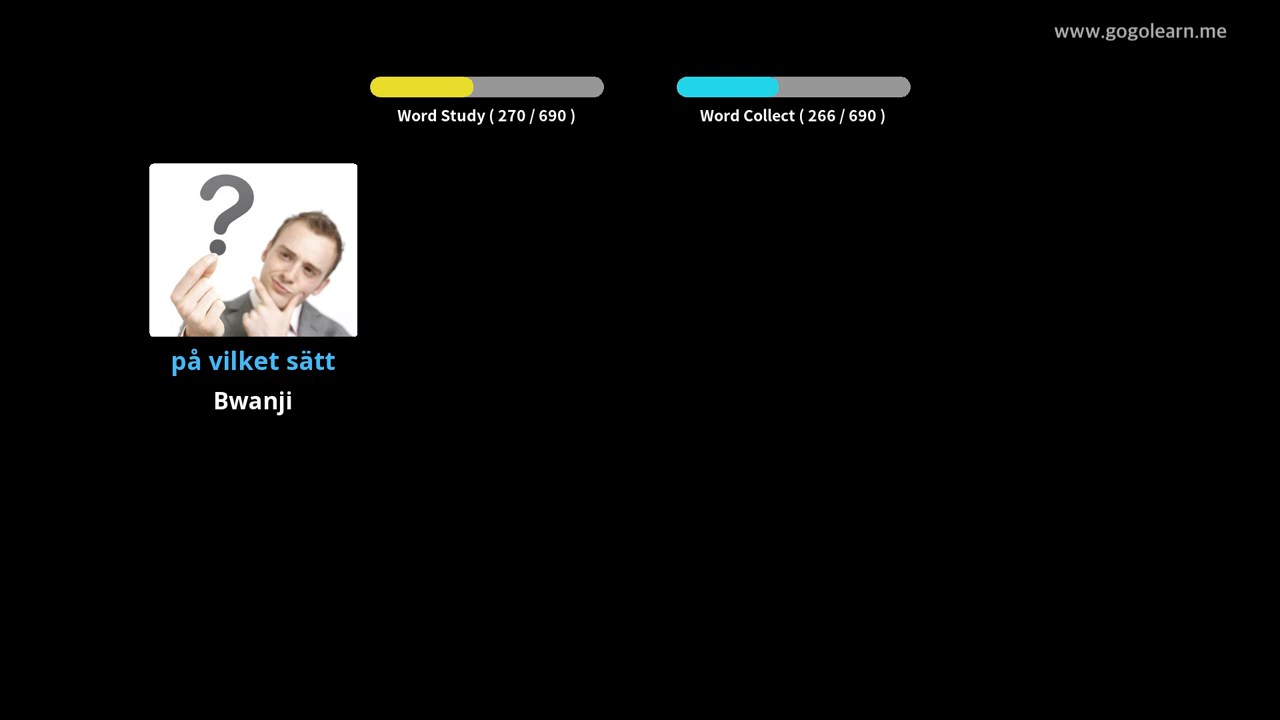 www.gogolearn.me
Word Study ( 270 / 690 )
Word Collect ( 266 / 690 )
?
på vilket sätt
Bwanji